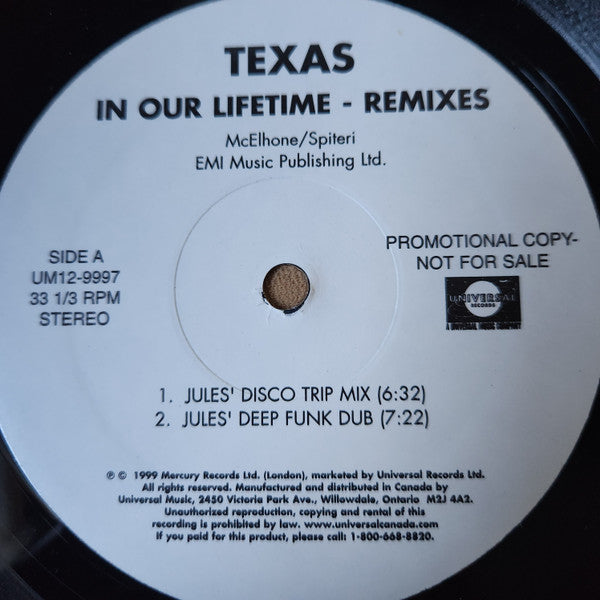 TEXAS
IN OUR LIFETIME - REMIXES
McElhone/Spiteri
EMI Music Publishing Ltd.
SIDE A
UM12-9997
33 1/3 RPM
STEREO
PROMOTIONAL COPY-
NOT FOR SALE
UNIVERSAL
RECORDS
1. JULES' DISCO TRIP MIX (6:32)
2. JULES' DEEP FUNK DUB (7:22)
℗ © 1999 Mercury Records Ltd. (London), marketed by Universal Records Ltd.
All rights reserved. Manufactured and distributed in Canada by
Universal Music, 2450 Victoria Park Ave., Willowdale, Ontario M2J 4A2.
Unauthorized reproduction, copying and rental of this
recording is prohibited by law. www.universalcanada.com
If you paid for this product, please call: 1-800-668-8820.